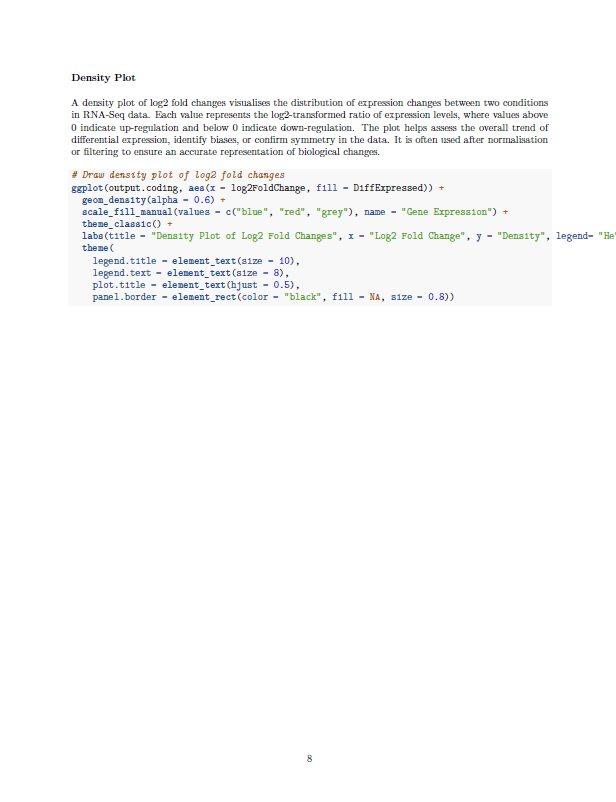 Density Plot
A density plot of log2 fold changes visualises the distribution of expression changes between two conditions
in RNA-Seq data. Each value represents the log2-transformed ratio of expression levels, where values above
0 indicate up-regulation and below 0 indicate down-regulation. The plot helps assess the overall trend of
differential expression, identify biases, or confirm symmetry in the data. It is often used after normalisation
or filtering to ensure an accurate representation of biological changes.
# Draw density plot of log2 fold changes
ggplot(output.coding, aes(x = log2FoldChange, fill = DiffExpressed)) +
  geom_density(alpha = 0.6) +
  scale_fill_manual(values = c("blue", "red", "grey"), name = "Gene Expression") +
  theme_classic() +
  labs(title = "Density Plot of Log2 Fold Changes", x = "Log2 Fold Change", y = "Density", legend= "He
  theme(
    legend.title = element_text(size = 10),
    legend.text = element_text(size = 8),
    plot.title = element_text(hjust = 0.5),
    panel.border = element_rect(color = "black", fill = NA, size = 0.8))
8